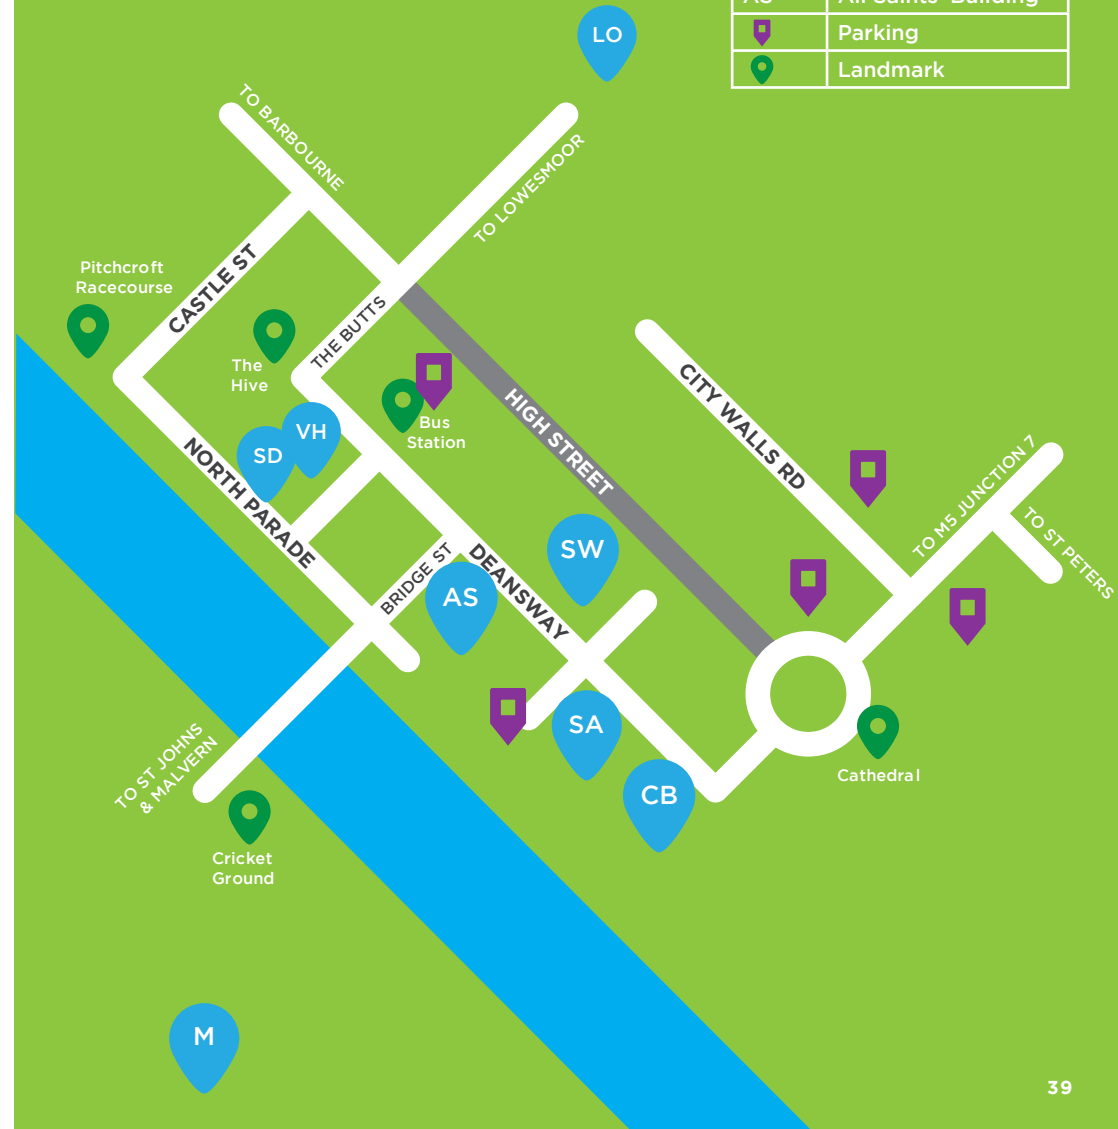 LO
Parking
Landmark
TO BARBOURNE
TO LOWESMOOR
Pitchcroft
Racecourse
CASTLE ST
The
Hive
THE BUTTS
Bus
Station
VH
SD
NORTH PARADE
HIGH STREET
CITY WALLS RD
TO M5 JUNCTION 7
TO ST PETERS
BRIDGE ST
DEANSWAY
SW
AS
SA
CB
Cathedral
TO ST JOHNS
& MALVERN
Cricket
Ground
M
39